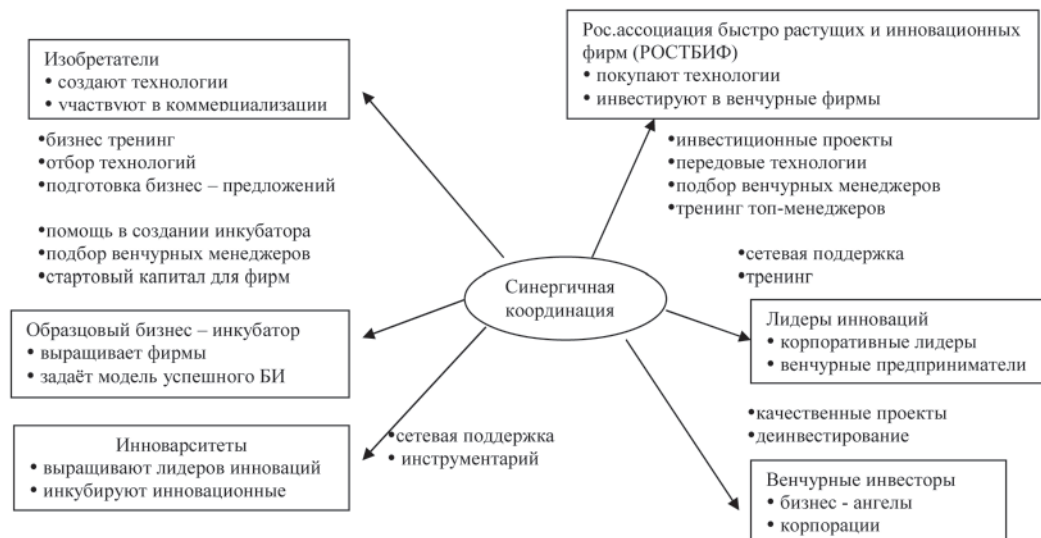 Изобретатели
• создают технологии
• участвуют в коммерциализации
•бизнес тренинг
•отбор технологий
•подготовка бизнес – предложений
•помощь в создании инкубатора
•подбор венчурных менеджеров
•стартовый капитал для фирм
Образцовый бизнес – инкубатор
• выращивает фирмы
• задаёт модель успешного БИ
Инноварситеты
• выращивают лидеров инноваций
• инкубируют инновационные
Синергичная
координация
•сетевая поддержка
• инструментарий
Рос.ассоциация быстро растущих и инновационных
фирм (РОСТБИФ)
• покупают технологии
• инвестируют в венчурные фирмы
•инвестиционные проекты
•передовые технологии
•подбор венчурных менеджеров
•тренинг топ-менеджеров
•сетевая поддержка
•тренинг
Лидеры инноваций
• корпоративные лидеры
• венчурные предприниматели
•качественные проекты
•деинвестирование
Венчурные инвесторы
• бизнес - ангелы
• корпорации